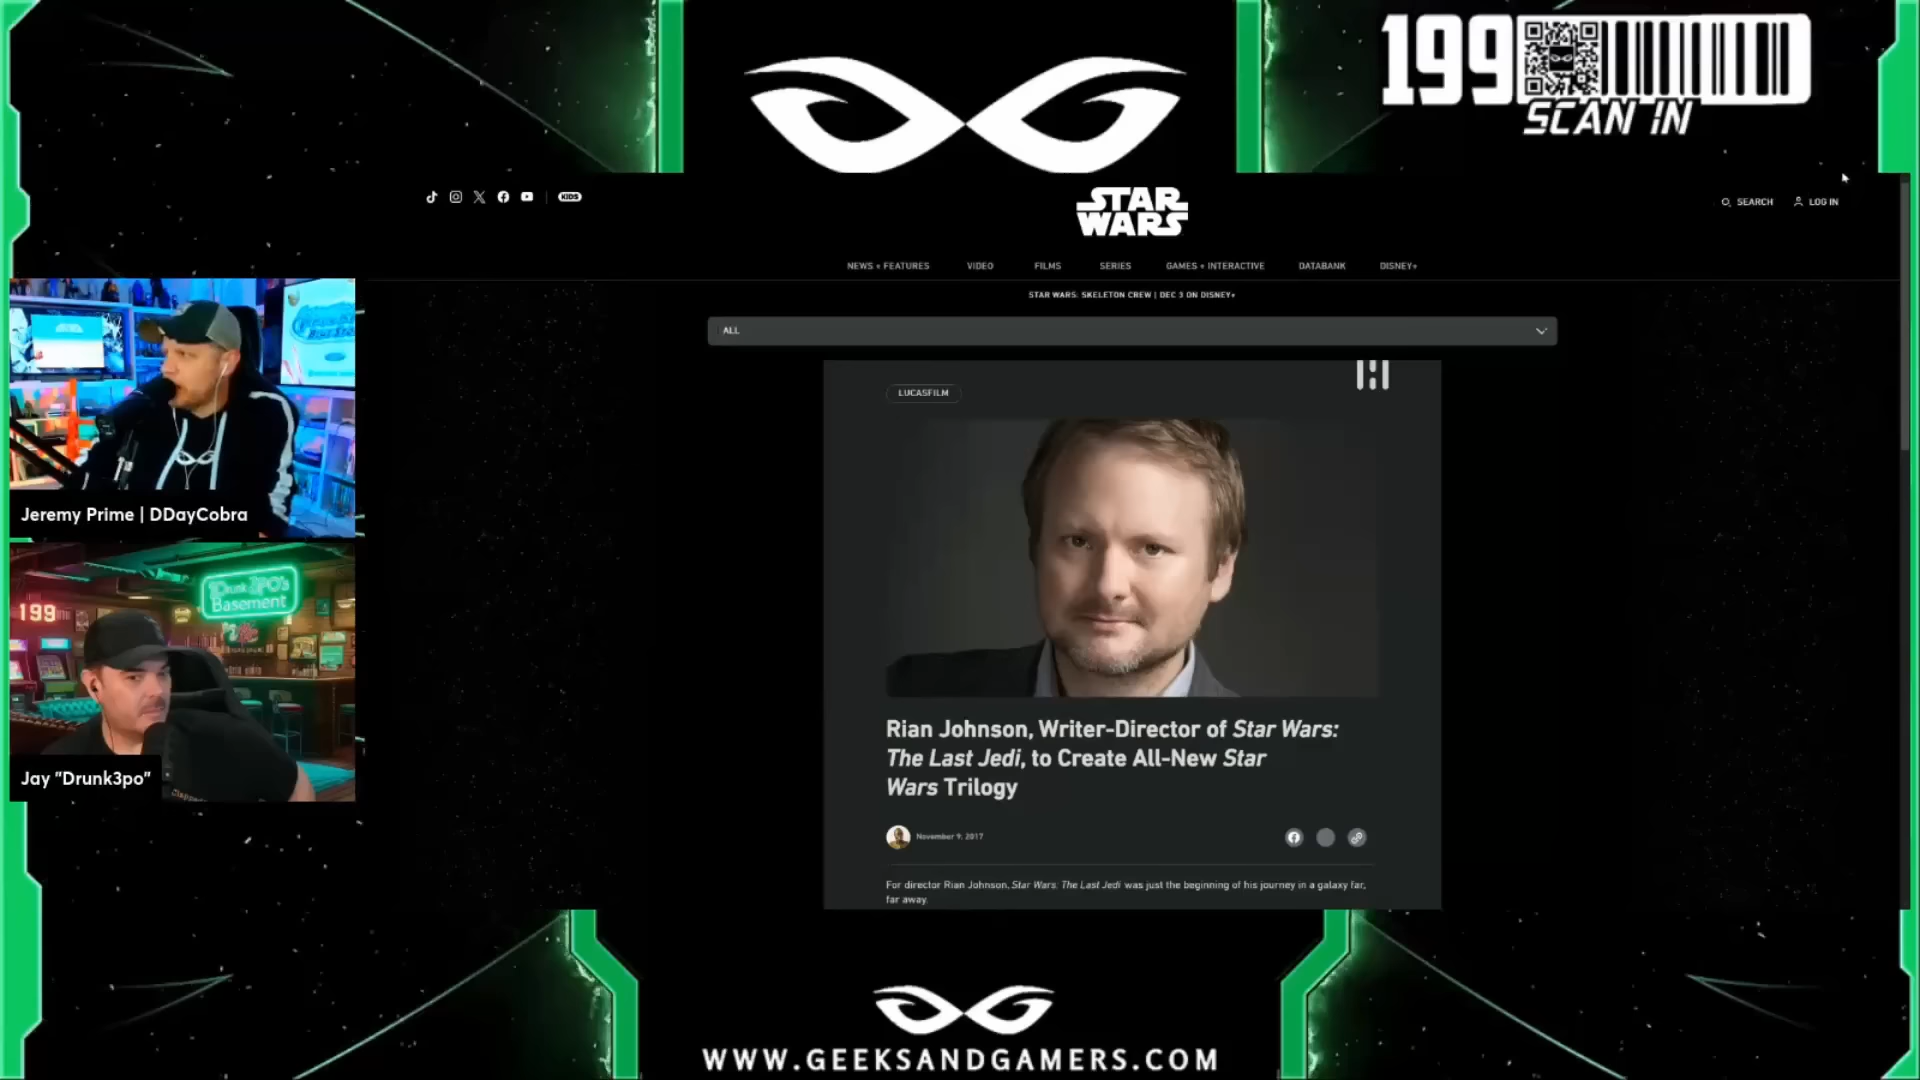 199
SCAN IN
KIDS
STAR
WARS
SEARCH
LOG IN
NEWS + FEATURES
VIDEO
FILMS
SERIES
GAMES + INTERACTIVE
DATABANK
DISNEY+
STAR WARS: SKELETON CREW | DEC 3 ON DISNEY+
ALL
LUCASFILM
Jeremy Prime | DDayCobra
Drunk 3PO's
Basement
199
Jay "Drunk3po"
Rian Johnson, Writer-Director of Star Wars:
The Last Jedi, to Create All-New Star
Wars Trilogy
November 9, 2017
For director Rian Johnson, Star Wars: The Last Jedi was just the beginning of his journey in a galaxy far,
far away.
WWW.GEEKSANDGAMERS.COM